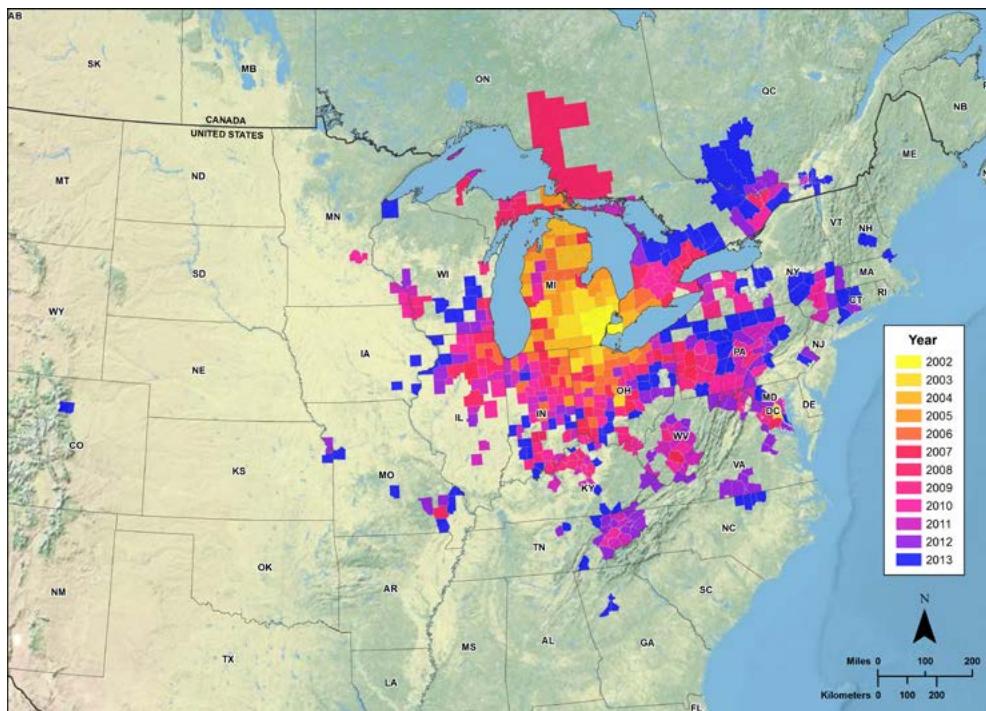 AB
SK
MB
ON
QC
NB
CANADA
UNITED STATES
ME
MT
ND
MN
VT
NH
WI
MI
NY
MA
SD
CT
RI
WY
IA
PA
NJ
NE
OH
MD
DE
DC
IL
IN
WV
CO
VA
KS
MO
KY
NC
TN
OK
AR
SC
NM
MS
AL
GA
TX
LA
FL
Year
2002
2003
2004
2005
2006
2007
2008
2009
2010
2011
2012
2013
N
Miles 0 100 200
Kilometers 0 100 200